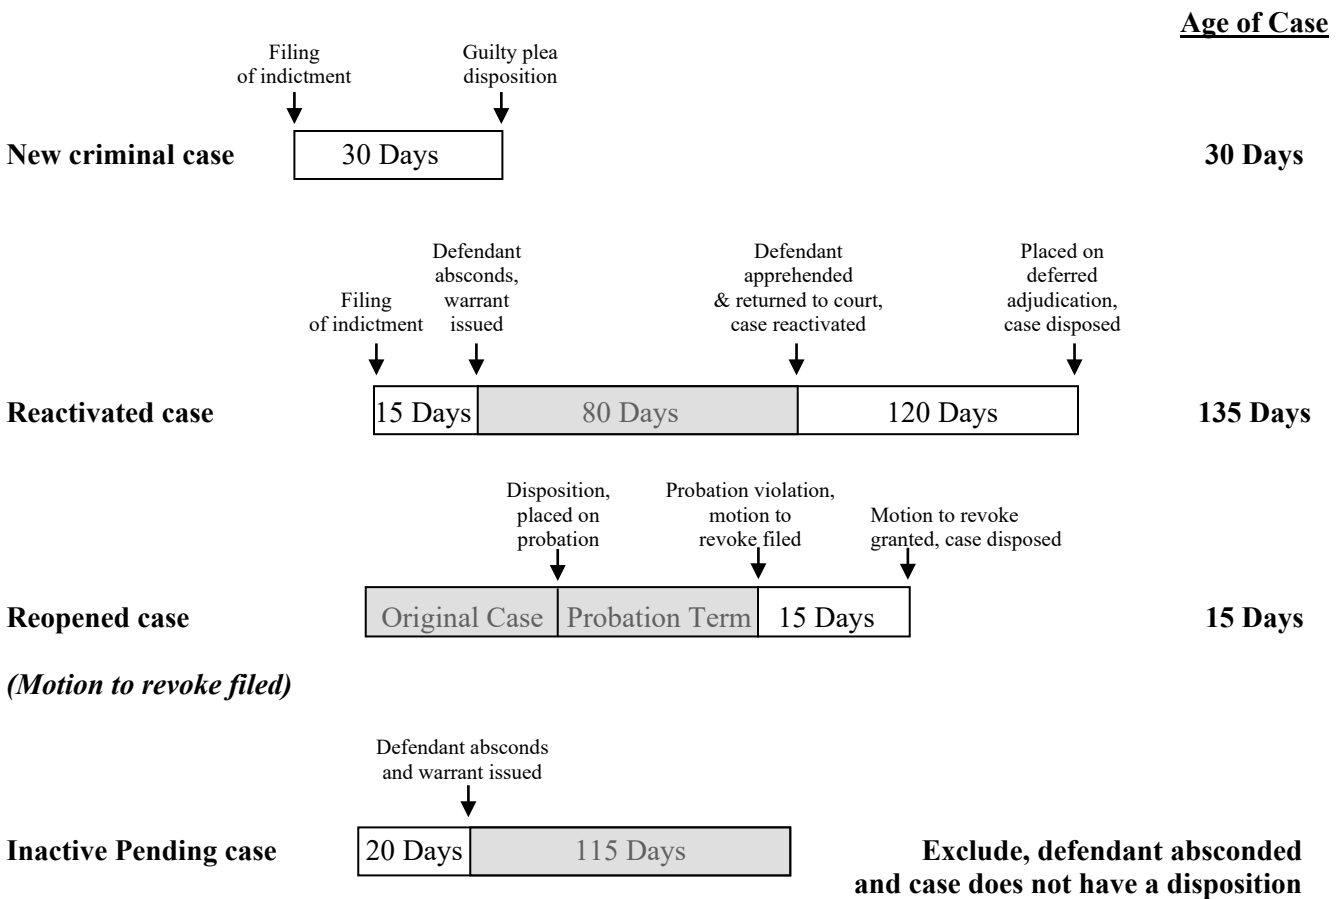 Age of Case
Filing
of indictment
Guilty plea
disposition
New criminal case
30 Days
30 Days
Filing
of indictment
Defendant
absconds,
warrant
issued
Defendant
apprehended
& returned to court,
case reactivated
Placed on
deferred
adjudication,
case disposed
Reactivated case
15 Days
80 Days
120 Days
135 Days
Disposition,
placed on
probation
Probation violation,
motion to
revoke filed
Motion to revoke
granted, case disposed
Reopened case
Original Case
Probation Term
15 Days
15 Days
(Motion to revoke filed)
Defendant absconds
and warrant issued
Inactive Pending case
20 Days
115 Days
Exclude, defendant absconded
and case does not have a disposition